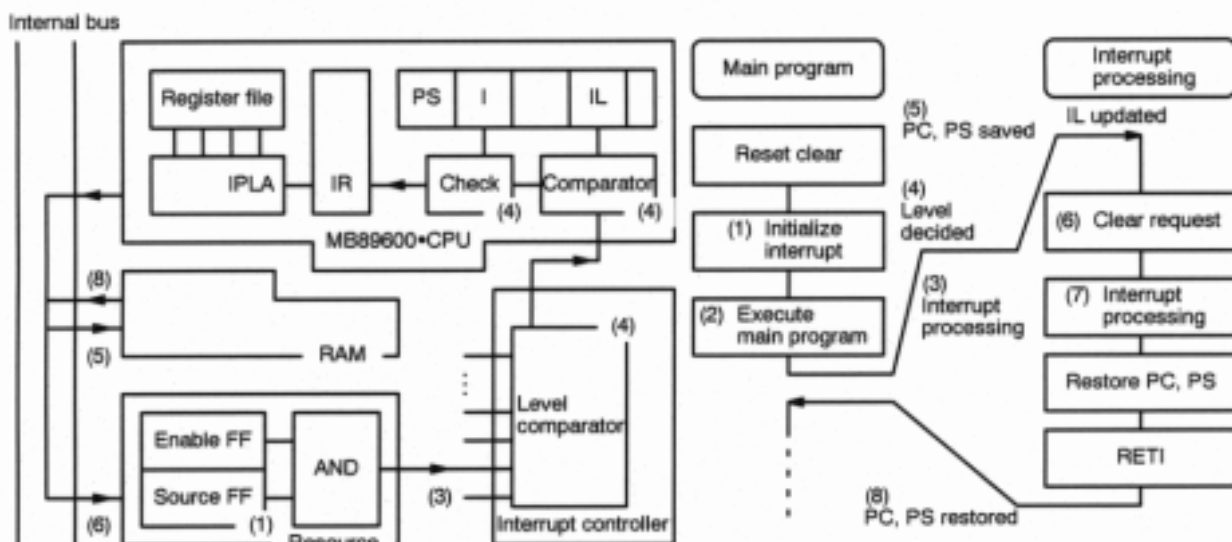 Internal bus
Register file
IPLA
IR
PS
I
IL
Check
(4)
Comparator
(4)
MB89600•CPU
(8)
(5)
RAM
Enable FF
Source FF
(1)
AND
(6)
Resource
(3)
(4)
Level
comparator
Interrupt controller
Main program
Reset clear
(1) Initialize
interrupt
(2) Execute
main program
(5)
PC, PS saved
(4)
Level
decided
(3)
Interrupt
processing
IL updated
Interrupt
processing
(6) Clear request
(7) Interrupt
processing
Restore PC, PS
RETI
(8)
PC, PS restored